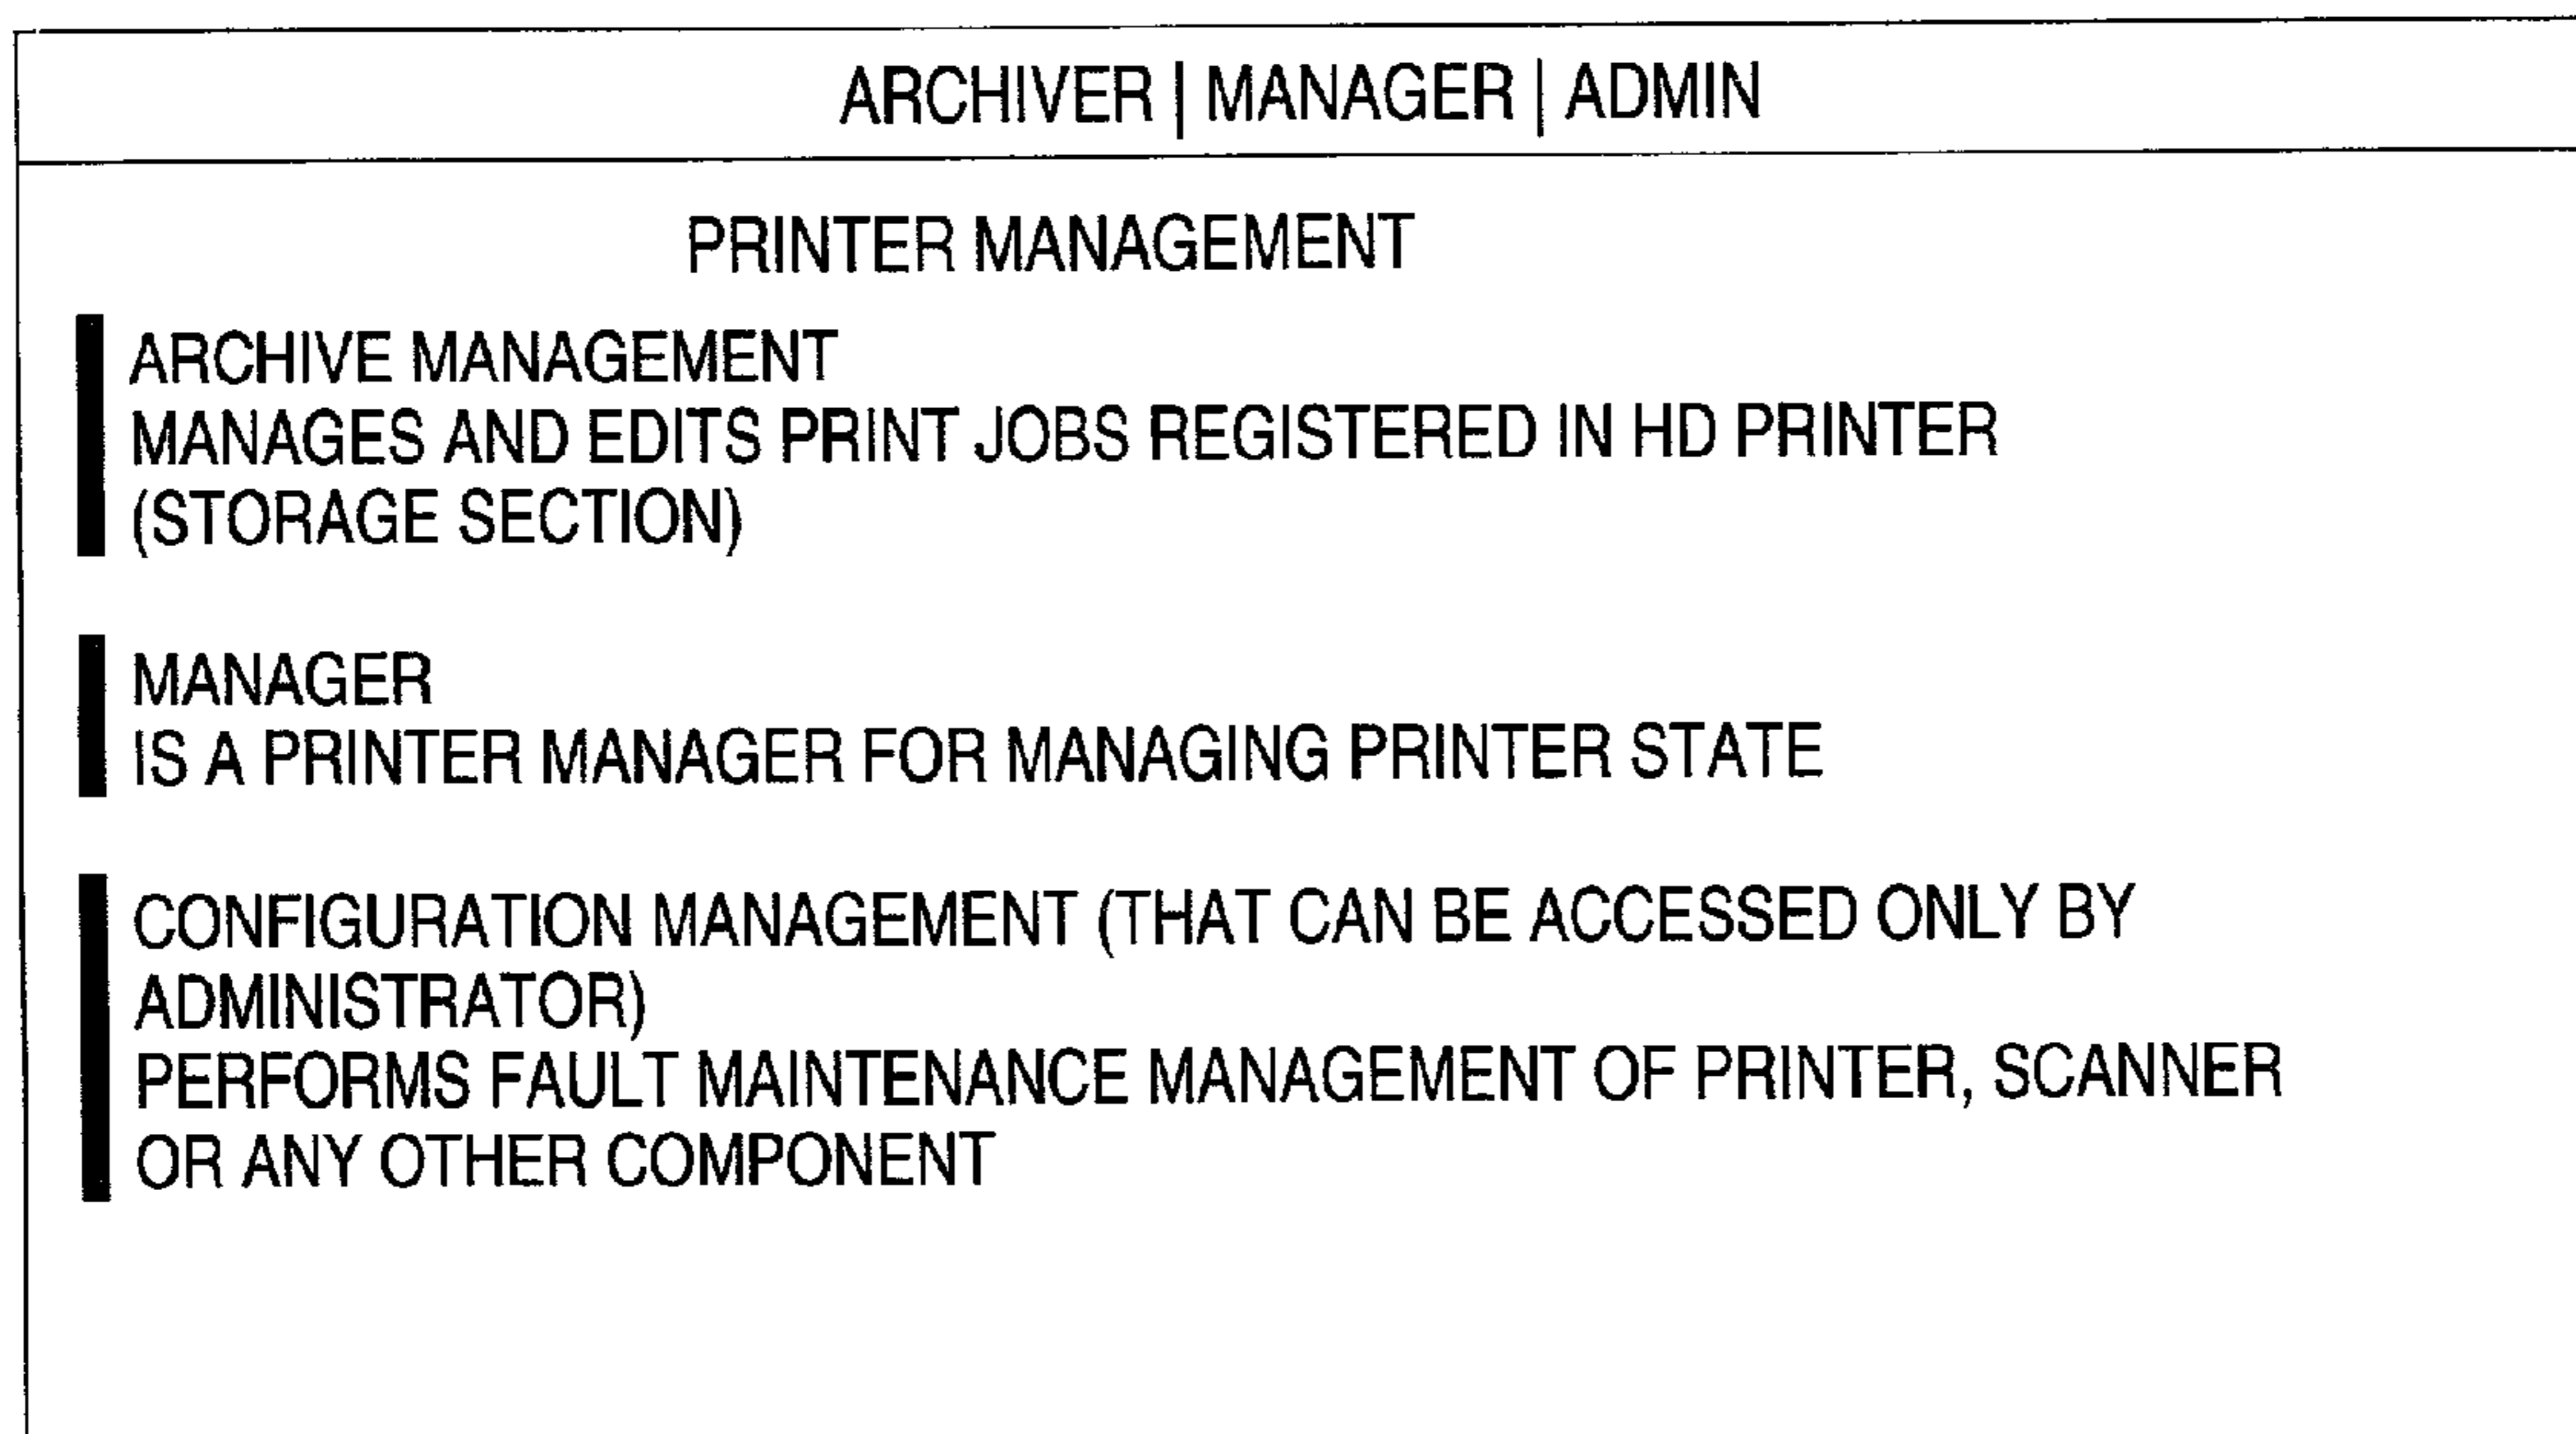 ARCHIVER | MANAGER | ADMIN
PRINTER MANAGEMENT
ARCHIVE MANAGEMENT
MANAGES AND EDITS PRINT JOBS REGISTERED IN HD PRINTER
(STORAGE SECTION)
MANAGER
IS A PRINTER MANAGER FOR MANAGING PRINTER STATE
CONFIGURATION MANAGEMENT (THAT CAN BE ACCESSED ONLY BY
ADMINISTRATOR)
PERFORMS FAULT MAINTENANCE MANAGEMENT OF PRINTER, SCANNER
OR ANY OTHER COMPONENT